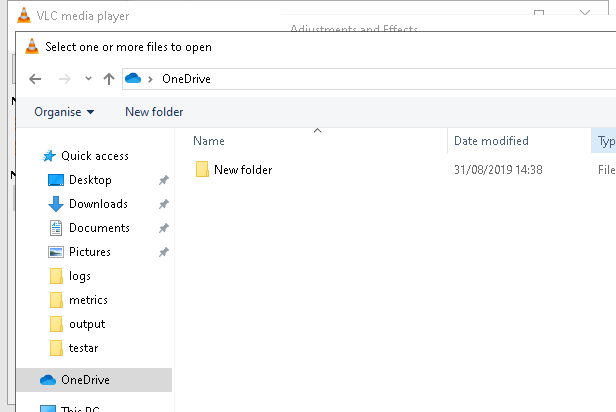 VLC media player
Adjustments and Effects
Select one or more files to open
OneDrive
Organise New folder
Name Date modified Typ
Quick access
New folder 31/08/2019 14:38 File
Desktop
Downloads
Documents
Pictures
logs
metrics
output
testar
OneDrive
This PC